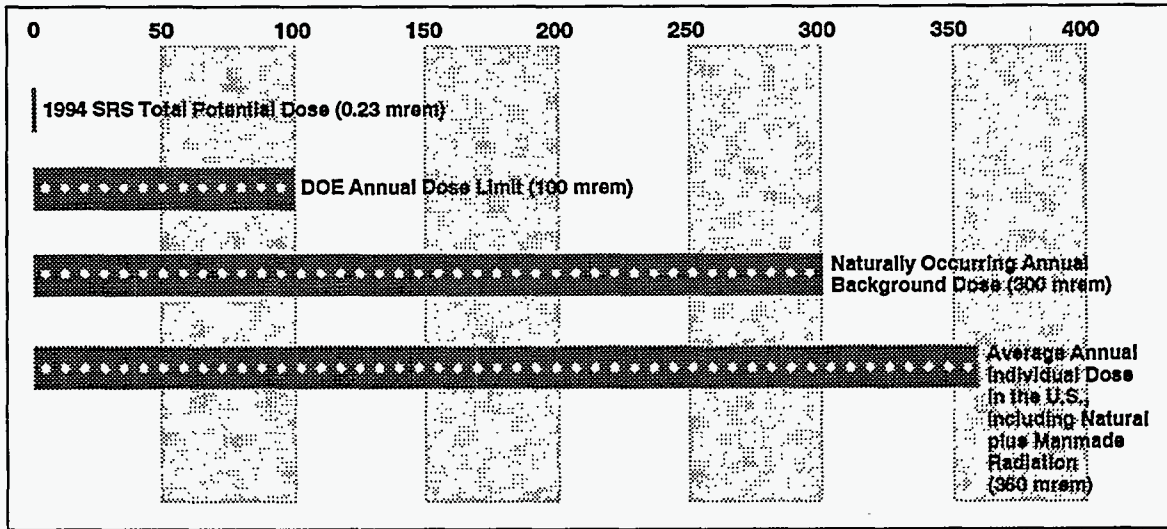 0 50 100 150 200 250 300 350 400
1994 SRS Total Potential Dose (0.23 mrem)
DOE Annual Dose Limit (100 mrem)
Naturally Occurring Annual
Background Dose (300 mrem)
Average Annual
Individual Dose
in the U.S.,
including Natural
plus Manmade
Radiation
(360 mrem)